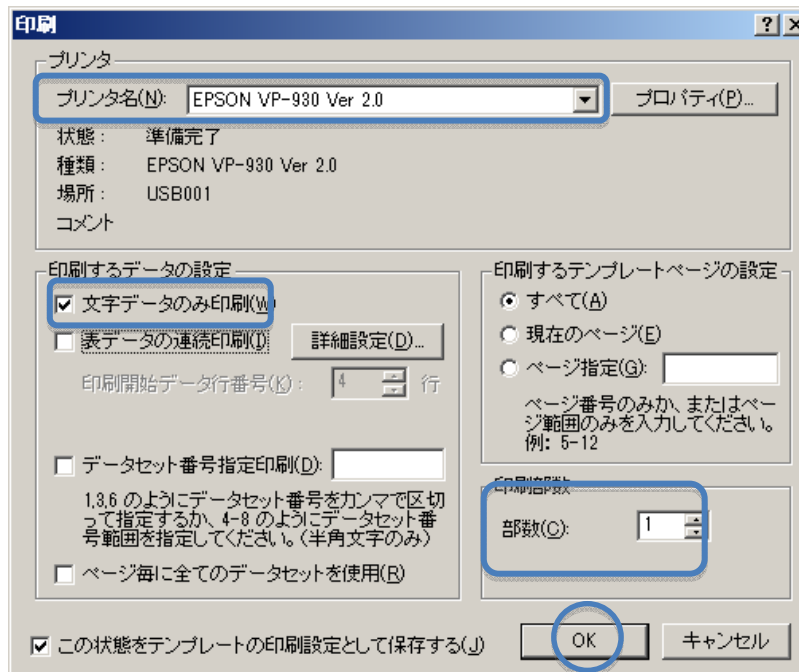 印刷
プリンタ
プリンタ名(N): EPSON VP-930 Ver 2.0 プロパティ(P)...
状態： 準備完了
種類： EPSON VP-930 Ver 2.0
場所： USB001
コメント
印刷するデータの設定
文字データのみ印刷(W)
表データの連続印刷(I) 詳細設定(D)...
印刷開始データ行番号(K)： 4 行
データセット番号指定印刷(D):
1,3,6 のようにデータセット番号をカンマで区切
って指定するか、4-8 のようにデータセット番
号範囲を指定してください。（半角文字のみ）
ページ毎に全てのデータセットを使用(R)
印刷するテンプレートページの設定
すべて(A)
現在のページ(E)
ページ指定(G):
ページ番号のみか、またはペー
ジ範囲のみを入力してください。
例: 5-12
印刷部数
部数(C): 1
この状態をテンプレートの印刷設定として保存する(J) OK キャンセル